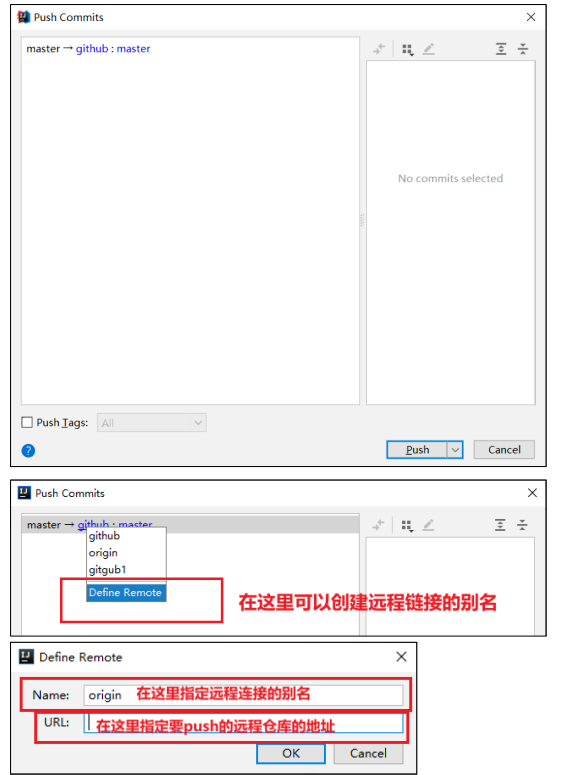 Push Commits
master → github : master
No commits selected
Push Tags:
All
?
Push
Cancel
Push Commits
master → github : master
github
origin
gitgub1
Define Remote
在这里可以创建远程链接的别名
Define Remote
Name: origin 在这里指定远程连接的别名
URL: 在这里指定要push的远程仓库的地址
OK
Cancel